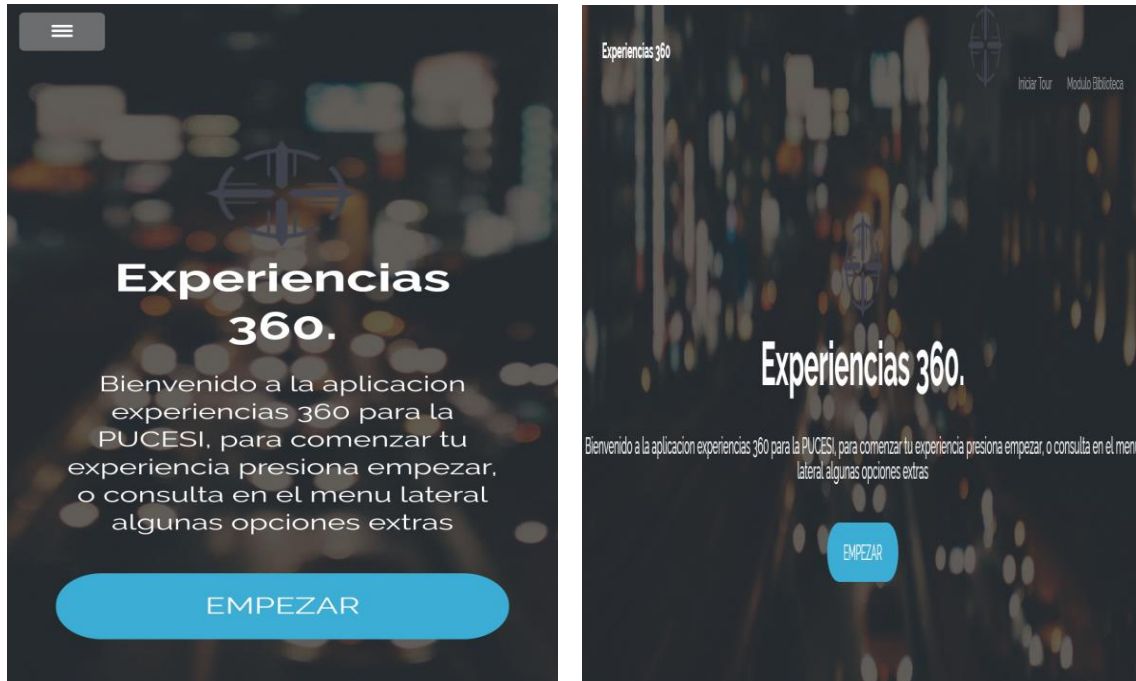 Experiencias
360.
Bienvenido a la aplicacion
experiencias 360 para la
PUCESI, para comenzar tu
experiencia presiona empezar,
o consulta en el menu lateral
algunas opciones extras
EMPEZAR
Experiencias 360
Iniciar Tour Modulo Biblioteca
Experiencias 360.
Bienvenido a la aplicacion experiencias 360 para la PUCESI, para comenzar tu experiencia presiona empezar, o consulta en el menu
lateral algunas opciones extras
EMPEZAR